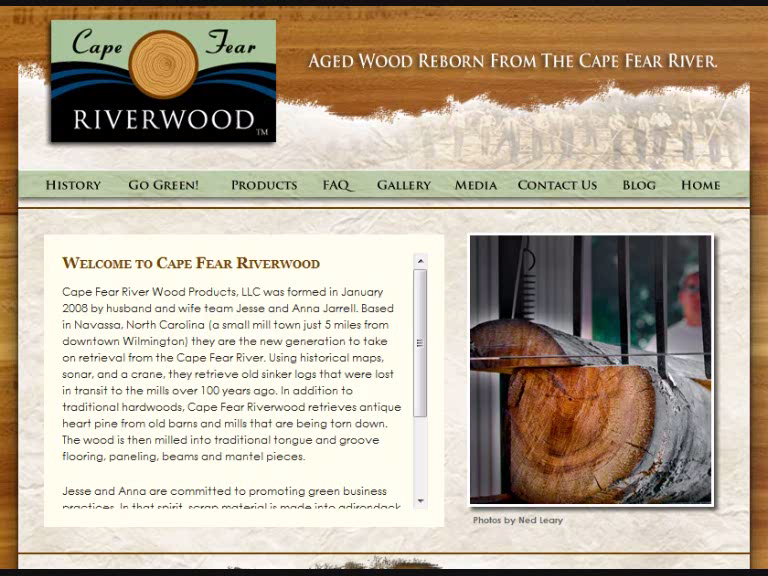 Cape Fear
RIVERWOOD™
AGED WOOD REBORN FROM THE CAPE FEAR RIVER.
HISTORY GO GREEN! PRODUCTS FAQ GALLERY MEDIA CONTACT US BLOG HOME
WELCOME TO CAPE FEAR RIVERWOOD
Cape Fear River Wood Products, LLC was formed in January
2008 by husband and wife team Jesse and Anna Jarrell. Based
in Navassa, North Carolina (a small mill town just 5 miles from
downtown Wilmington) they are the new generation to take
on retrieval from the Cape Fear River. Using historical maps,
sonar, and a crane, they retrieve old sinker logs that were lost
in transit to the mills over 100 years ago. In addition to
traditional hardwoods, Cape Fear Riverwood retrieves antique
heart pine from old barns and mills that are being torn down.
The wood is then milled into traditional tongue and groove
flooring, paneling, beams and mantel pieces.
Jesse and Anna are committed to promoting green business
practices. In that spirit, scrap material is made into adirondack
Photos by Ned Leary